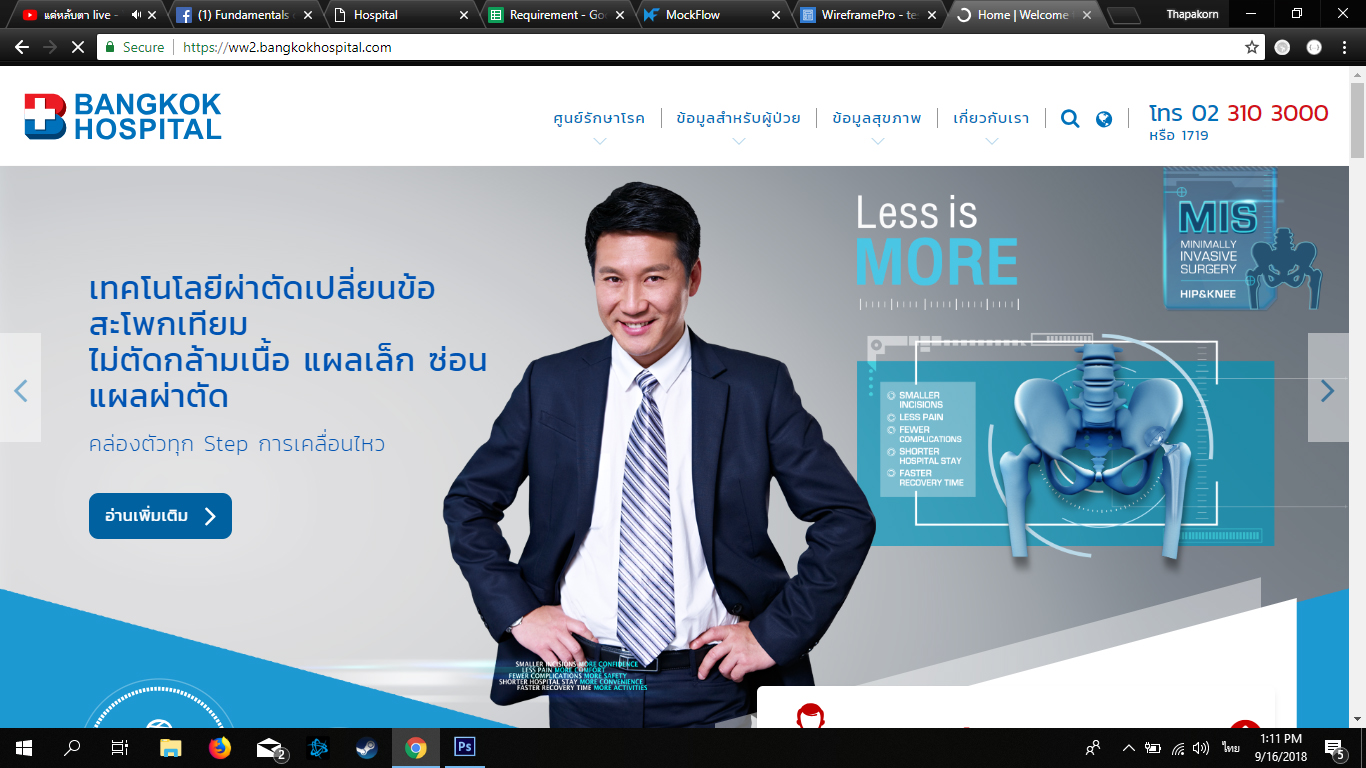 แด่หลับตา live -
(1) Fundamentals
Hospital
Requirement - Goo
MockFlow
WireframePro - te
Home | Welcome
Thapakorn
Secure
https://ww2.bangkokhospital.com
BANGKOK
HOSPITAL
ศูนย์รักษาโรค
ข้อมูลสำหรับผู้ป่วย
ข้อมูลสุขภาพ
เกี่ยวกับเรา
โทร 02 310 3000
หรือ 1719
เทคโนโลยีผ่าตัดเปลี่ยนข้อ
สะโพกเทียม
ไม่ตัดกล้ามเนื้อ แผลเล็ก ซ่อน
แผลผ่าตัด
คล่องตัวทุก Step การเคลื่อนไหว
อ่านเพิ่มเติม
Less is
MORE
MIS
MINIMALLY
INVASIVE
SURGERY
HIP&KNEE
SMALLER
INCISIONS
LESS PAIN
FEWER
COMPLICATIONS
SHORTER
HOSPITAL STAY
FASTER
RECOVERY TIME
SMALLER INCISIONS MORE CONFIDENCE
LESS PAIN MORE COMFORT
FEWER COMPLICATIONS MORE SAFETY
SHORTER HOSPITAL STAY MORE CONVENIENCE
FASTER RECOVERY TIME MORE ACTIVITIES
2
Ps
ไทย
1:11 PM
9/16/2018
5